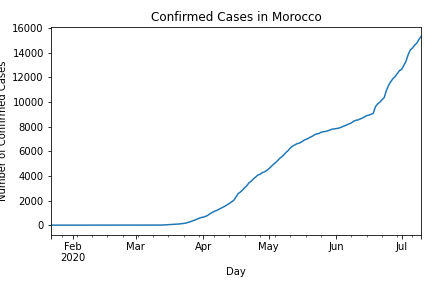 Confirmed Cases in Morocco
Number of Confirmed Cases
16000
14000
12000
10000
8000
6000
4000
2000
0
Feb Mar Apr May Jun Jul
2020
Day